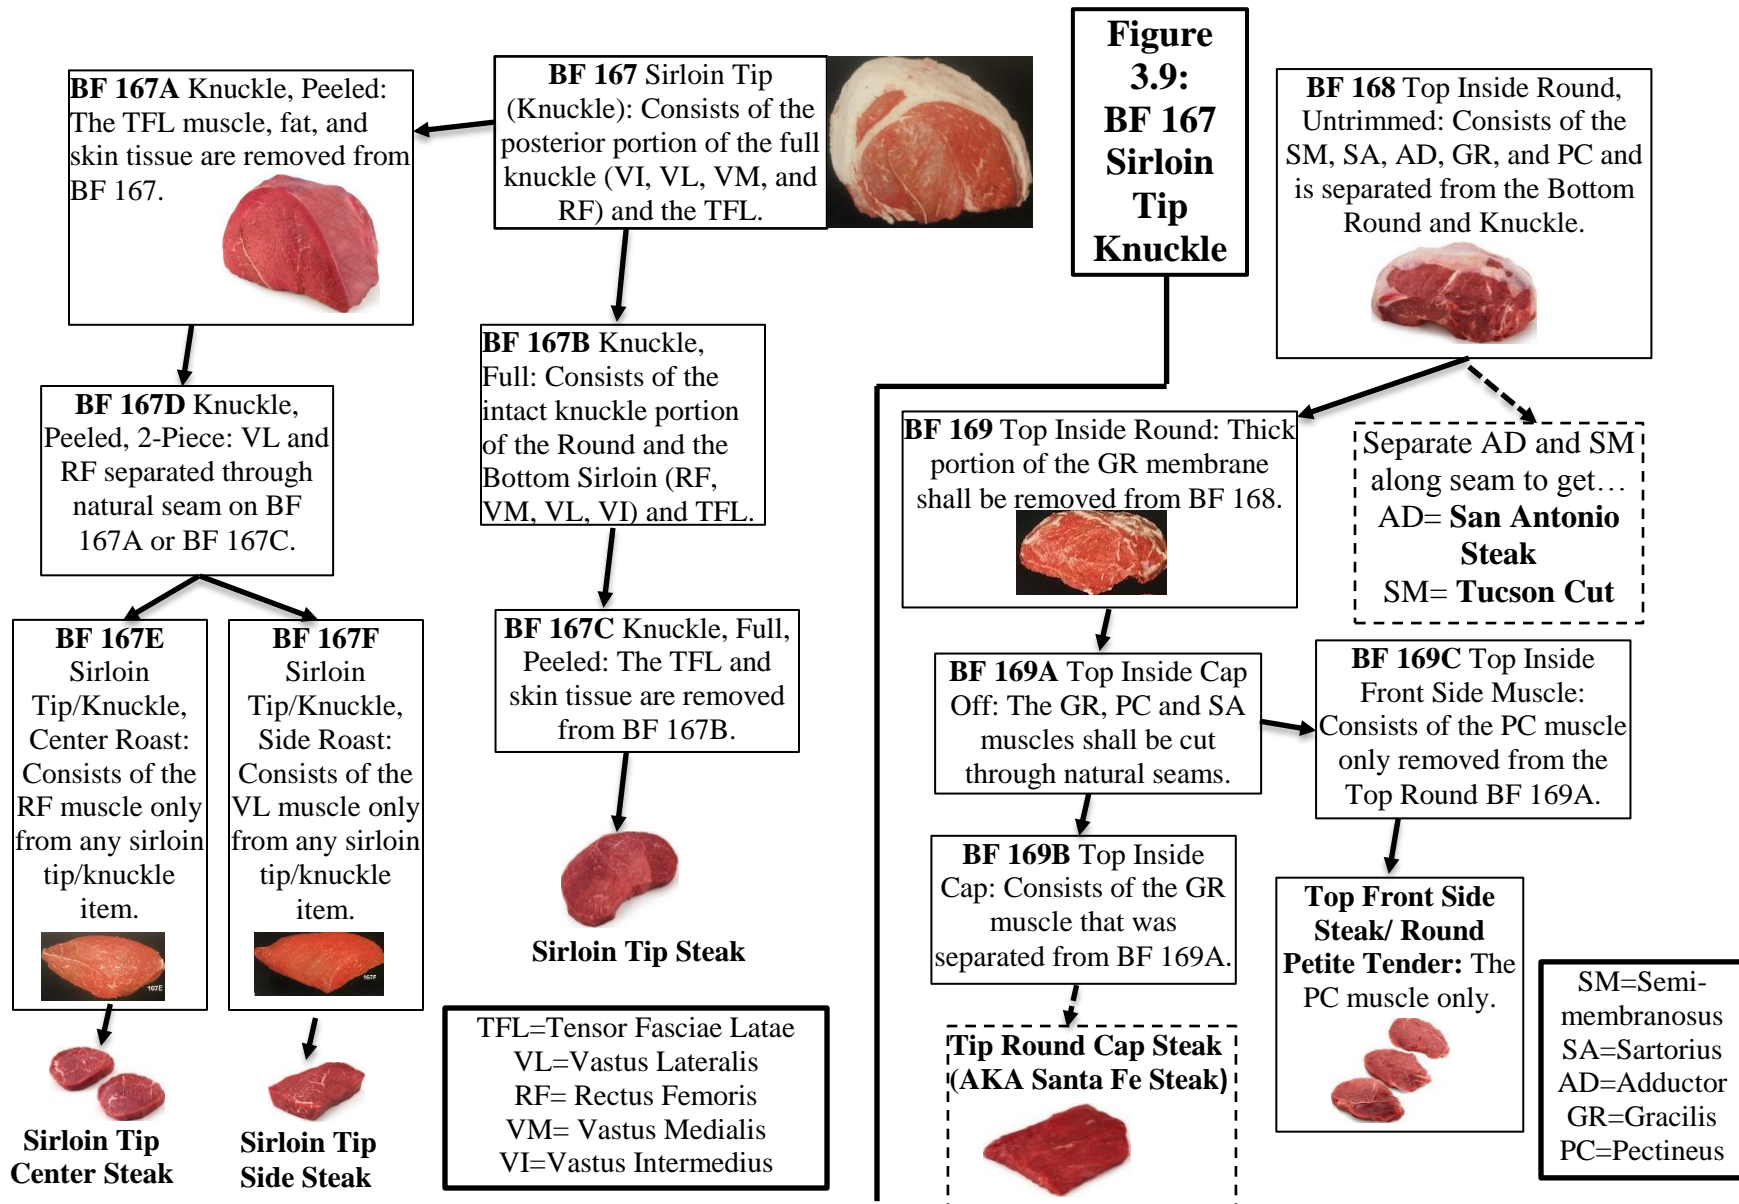 BF 167A Knuckle, Peeled:
The TFL muscle, fat, and
skin tissue are removed from
BF 167.
BF 167 Sirloin Tip
(Knuckle): Consists of the
posterior portion of the full
knuckle (VI, VL, VM, and
RF) and the TFL.
Figure
3.9:
BF 167
Sirloin
Tip
Knuckle
BF 168 Top Inside Round,
Untrimmed: Consists of the
SM, SA, AD, GR, and PC and
is separated from the Bottom
Round and Knuckle.
BF 167B Knuckle,
Full: Consists of the
intact knuckle portion
of the Round and the
Bottom Sirloin (RF,
VM, VL, VI) and TFL.
BF 167D Knuckle,
Peeled, 2-Piece: VL and
RF separated through
natural seam on BF
167A or BF 167C.
BF 169 Top Inside Round: Thick
portion of the GR membrane
shall be removed from BF 168.
Separate AD and SM
along seam to get…
AD= San Antonio
Steak
SM= Tucson Cut
BF 167E
Sirloin
Tip/Knuckle,
Center Roast:
Consists of the
RF muscle only
from any sirloin
tip/knuckle
item.
167E
BF 167F
Sirloin
Tip/Knuckle,
Side Roast:
Consists of the
VL muscle only
from any sirloin
tip/knuckle
item.
167F
BF 167C Knuckle, Full,
Peeled: The TFL and
skin tissue are removed
from BF 167B.
BF 169A Top Inside Cap
Off: The GR, PC and SA
muscles shall be cut
through natural seams.
BF 169C Top Inside
Front Side Muscle:
Consists of the PC muscle
only removed from the
Top Round BF 169A.
BF 169B Top Inside
Cap: Consists of the GR
muscle that was
separated from BF 169A.
Top Front Side
Steak/ Round
Petite Tender: The
PC muscle only.
Sirloin Tip Steak
Tip Round Cap Steak
(AKA Santa Fe Steak)
Sirloin Tip
Center Steak
Sirloin Tip
Side Steak
TFL=Tensor Fasciae Latae
VL=Vastus Lateralis
RF= Rectus Femoris
VM= Vastus Medialis
VI=Vastus Intermedius
SM=Semi-
membranosus
SA=Sartorius
AD=Adductor
GR=Gracilis
PC=Pectineus